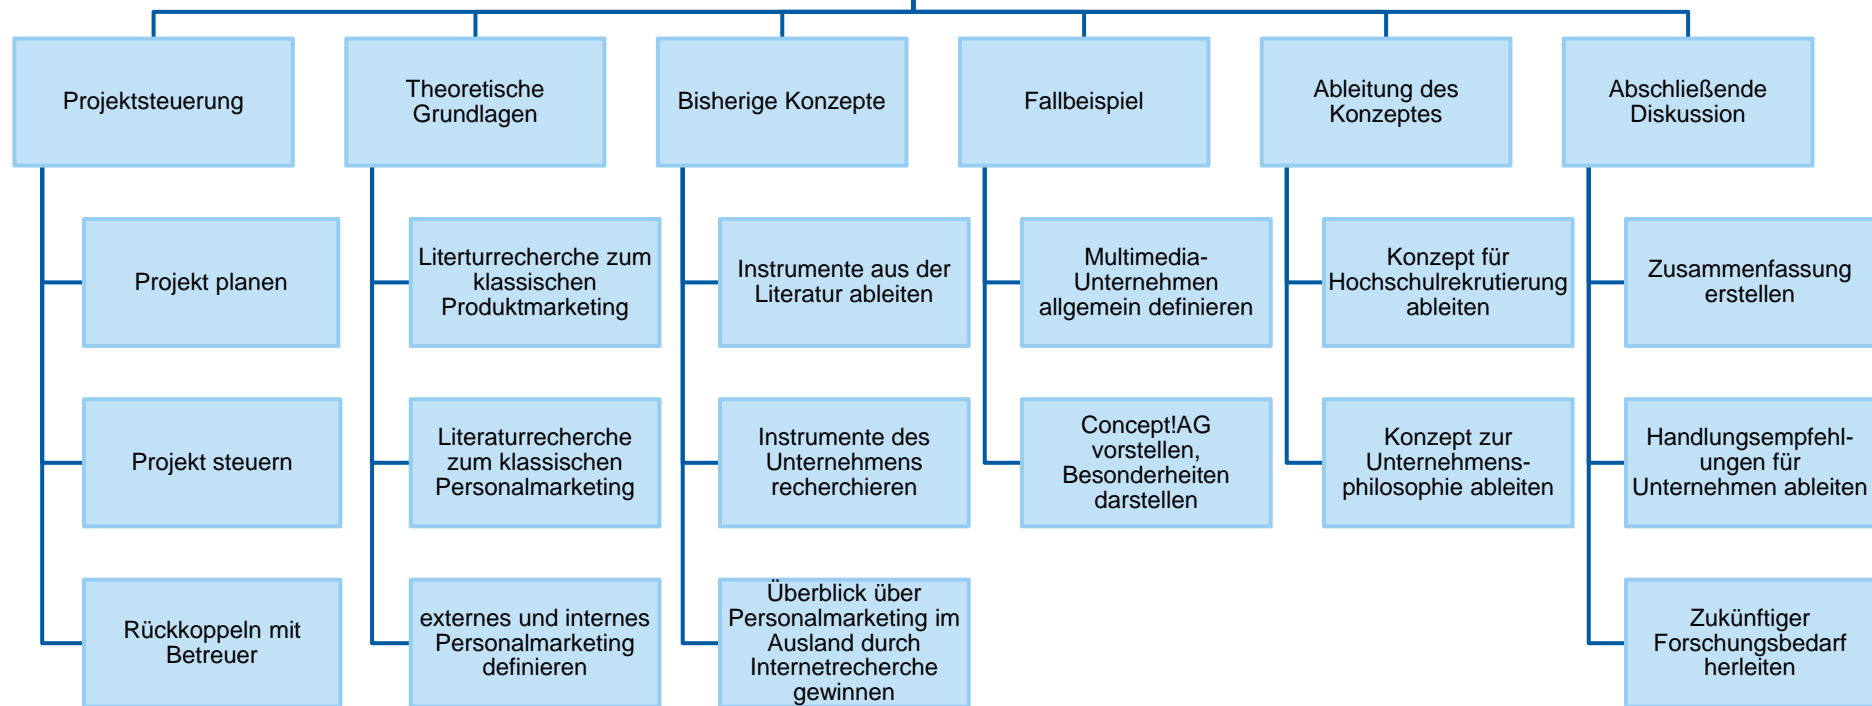 Projektsteuerung
Theoretische
Grundlagen
Bisherige Konzepte
Fallbeispiel
Ableitung des
Konzeptes
Abschließende
Diskussion
Projekt planen
Literturrecherche zum
klassischen
Produktmarketing
Instrumente aus der
Literatur ableiten
Multimedia-
Unternehmen
allgemein definieren
Konzept für
Hochschulrekrutierung
ableiten
Zusammenfassung
erstellen
Projekt steuern
Literaturrecherche
zum klassischen
Personalmarketing
Instrumente des
Unternehmens
recherchieren
Concept!AG
vorstellen,
Besonderheiten
darstellen
Konzept zur
Unternehmens-
philosophie ableiten
Handlungsempfehl-
ungen für
Unternehmen ableiten
Rückkoppeln mit
Betreuer
externes und internes
Personalmarketing
definieren
Überblick über
Personalmarketing im
Ausland durch
Internetrecherche
gewinnen
Zukünftiger
Forschungsbedarf
herleiten